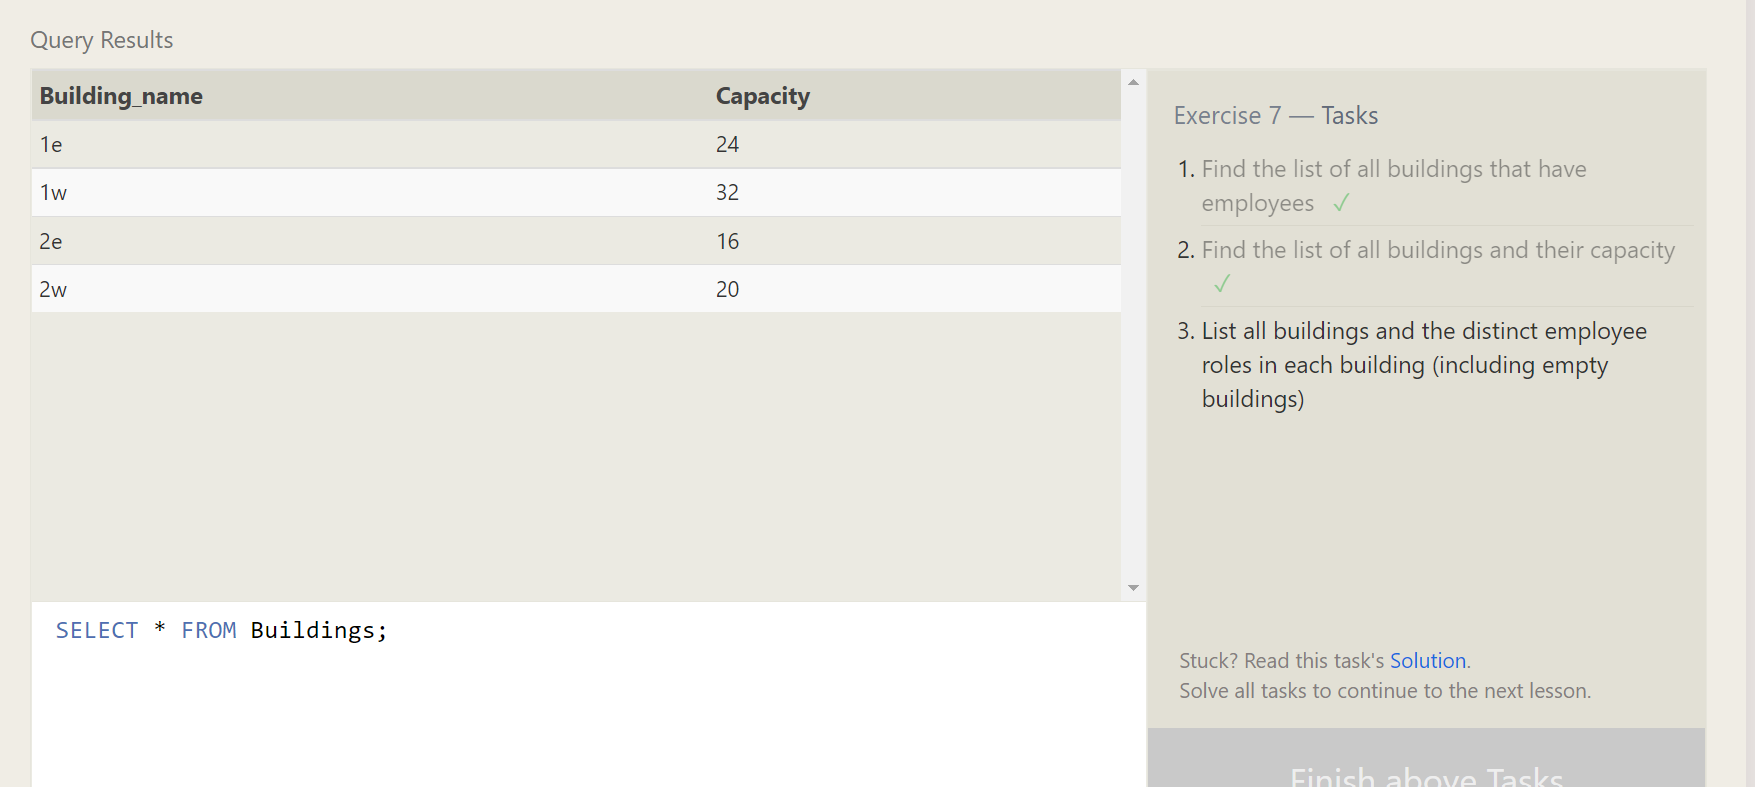 Query Results
Building_name Capacity
1e 24
1w 32
2e 16
2w 20
SELECT * FROM Buildings;
Exercise 7 — Tasks
1. Find the list of all buildings that have
employees ✓
2. Find the list of all buildings and their capacity
✓
3. List all buildings and the distinct employee
roles in each building (including empty
buildings)
Stuck? Read this task's Solution.
Solve all tasks to continue to the next lesson.
Finish above Tasks